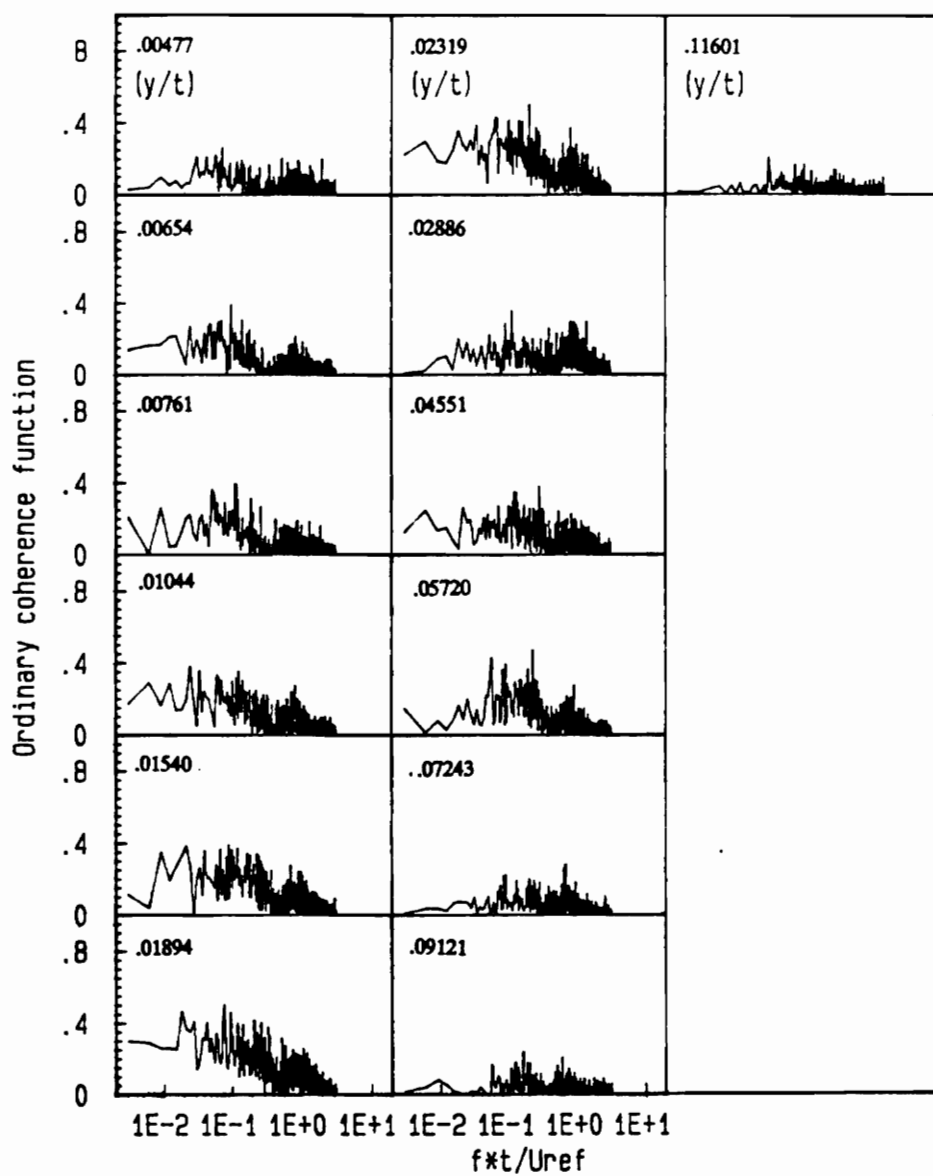 Ordinary coherence function
8 .00477 .02319 .11601
(y/t) (y/t) (y/t)
.4
0
.8 .00654 .02886
.4
0
.8 .00761 .04551
.4
0
.8 .01044 .05720
.4
0
.8 .01540 ..07243
.4
0
.8 .01894 .09121
.4
0
1E-2 1E-1 1E+0 1E+1 1E-2 1E-1 1E+0 1E+1
f*t/Uref